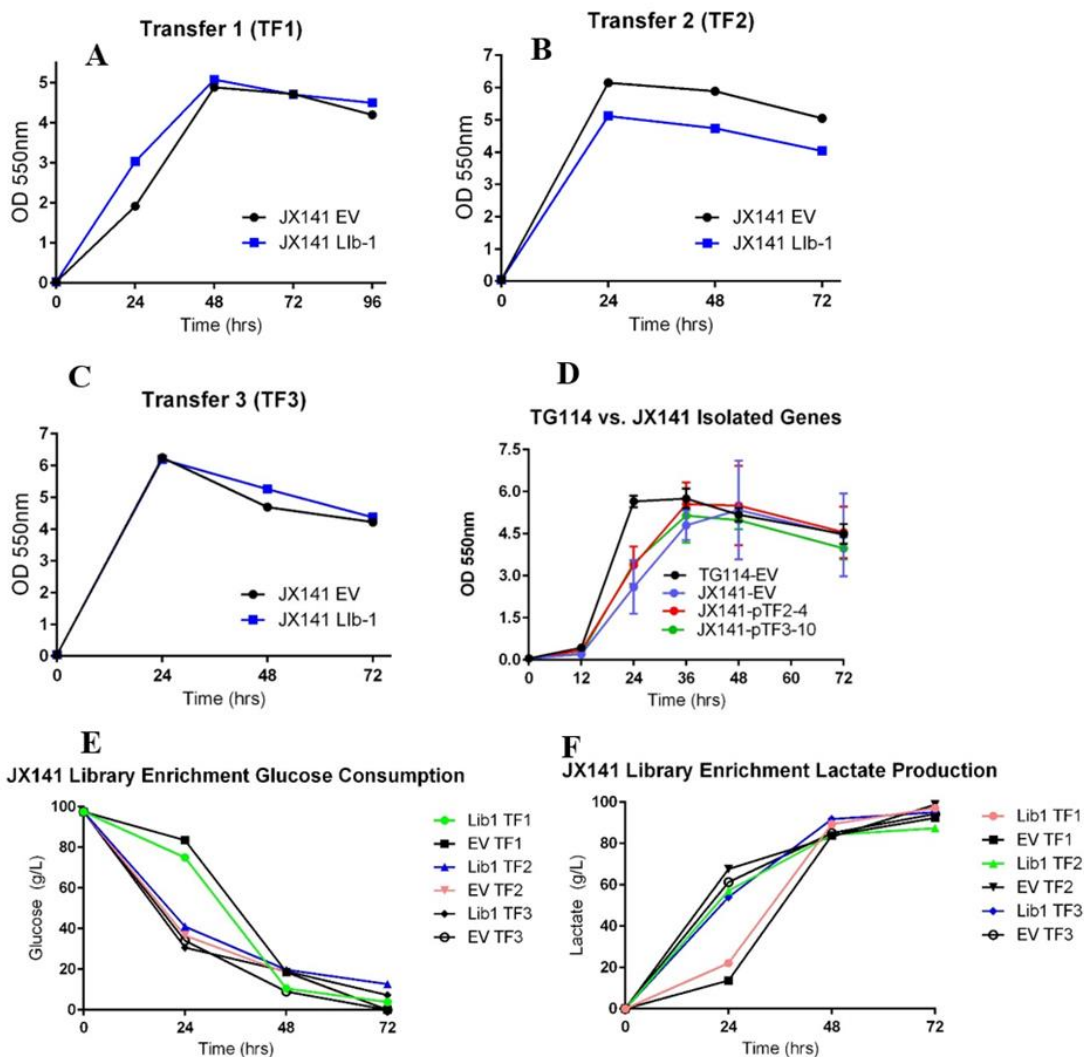 A
Transfer 1 (TF1)
OD 550nm
5
4
3
2
1
0
0 24 48 72 96
Time (hrs)
JX141 EV
JX141 LIb-1
B
Transfer 2 (TF2)
OD 550nm
7
6
5
4
3
2
1
0
0 24 48 72
Time (hrs)
JX141 EV
JX141 LIb-1
C
Transfer 3 (TF3)
OD 550nm
7
6
5
4
3
2
1
0
0 24 48 72
Time (hrs)
JX141 EV
JX141 LIb-1
D
TG114 vs. JX141 Isolated Genes
OD 550nm
7.5
6.0
4.5
3.0
1.5
0.0
0 12 24 36 48 60 72
Time (hrs)
TG114-EV
JX141-EV
JX141-pTF2-4
JX141-pTF3-10
E
JX141 Library Enrichment Glucose Consumption
Glucose (g/L)
100
80
60
40
20
0
0 24 48 72
Time (hrs)
Lib1 TF1
EV TF1
Lib1 TF2
EV TF2
Lib1 TF3
EV TF3
F
JX141 Library Enrichment Lactate Production
Lactate (g/L)
100
80
60
40
20
0
0 24 48 72
Time (hrs)
Lib1 TF1
EV TF1
Lib1 TF2
EV TF2
Lib1 TF3
EV TF3